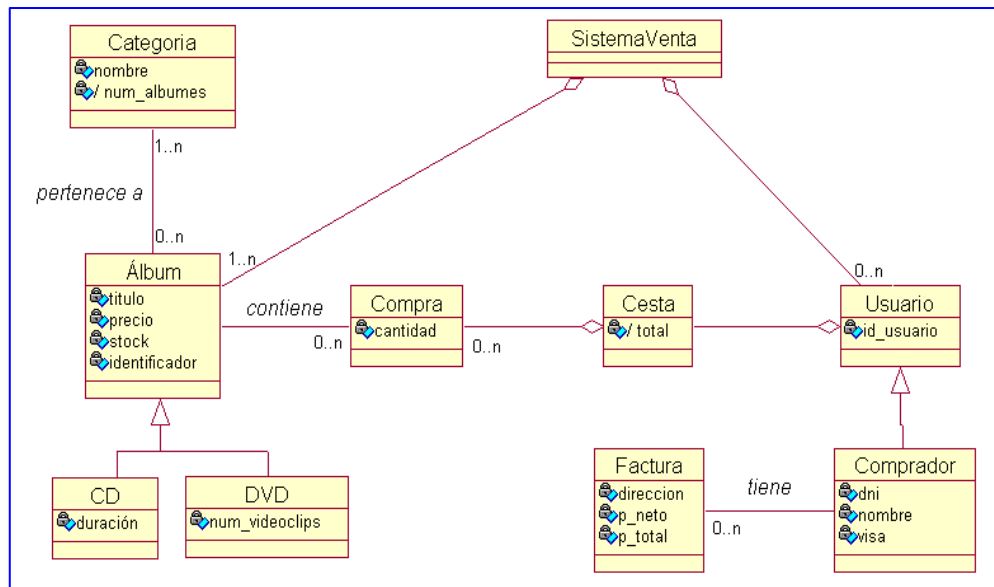 Categoria
nombre
/ num_albumes
SistemaVenta
1..n
pertenece a
0..n
1..n
0..n
Álbum
titulo
precio
stock
identificador
contiene
0..n
Compra
cantidad
0..n
Cesta
/ total
Usuario
id_usuario
CD
duración
DVD
num_videoclips
Factura
direccion
p_neto
p_total
tiene
0..n
Comprador
dni
nombre
visa